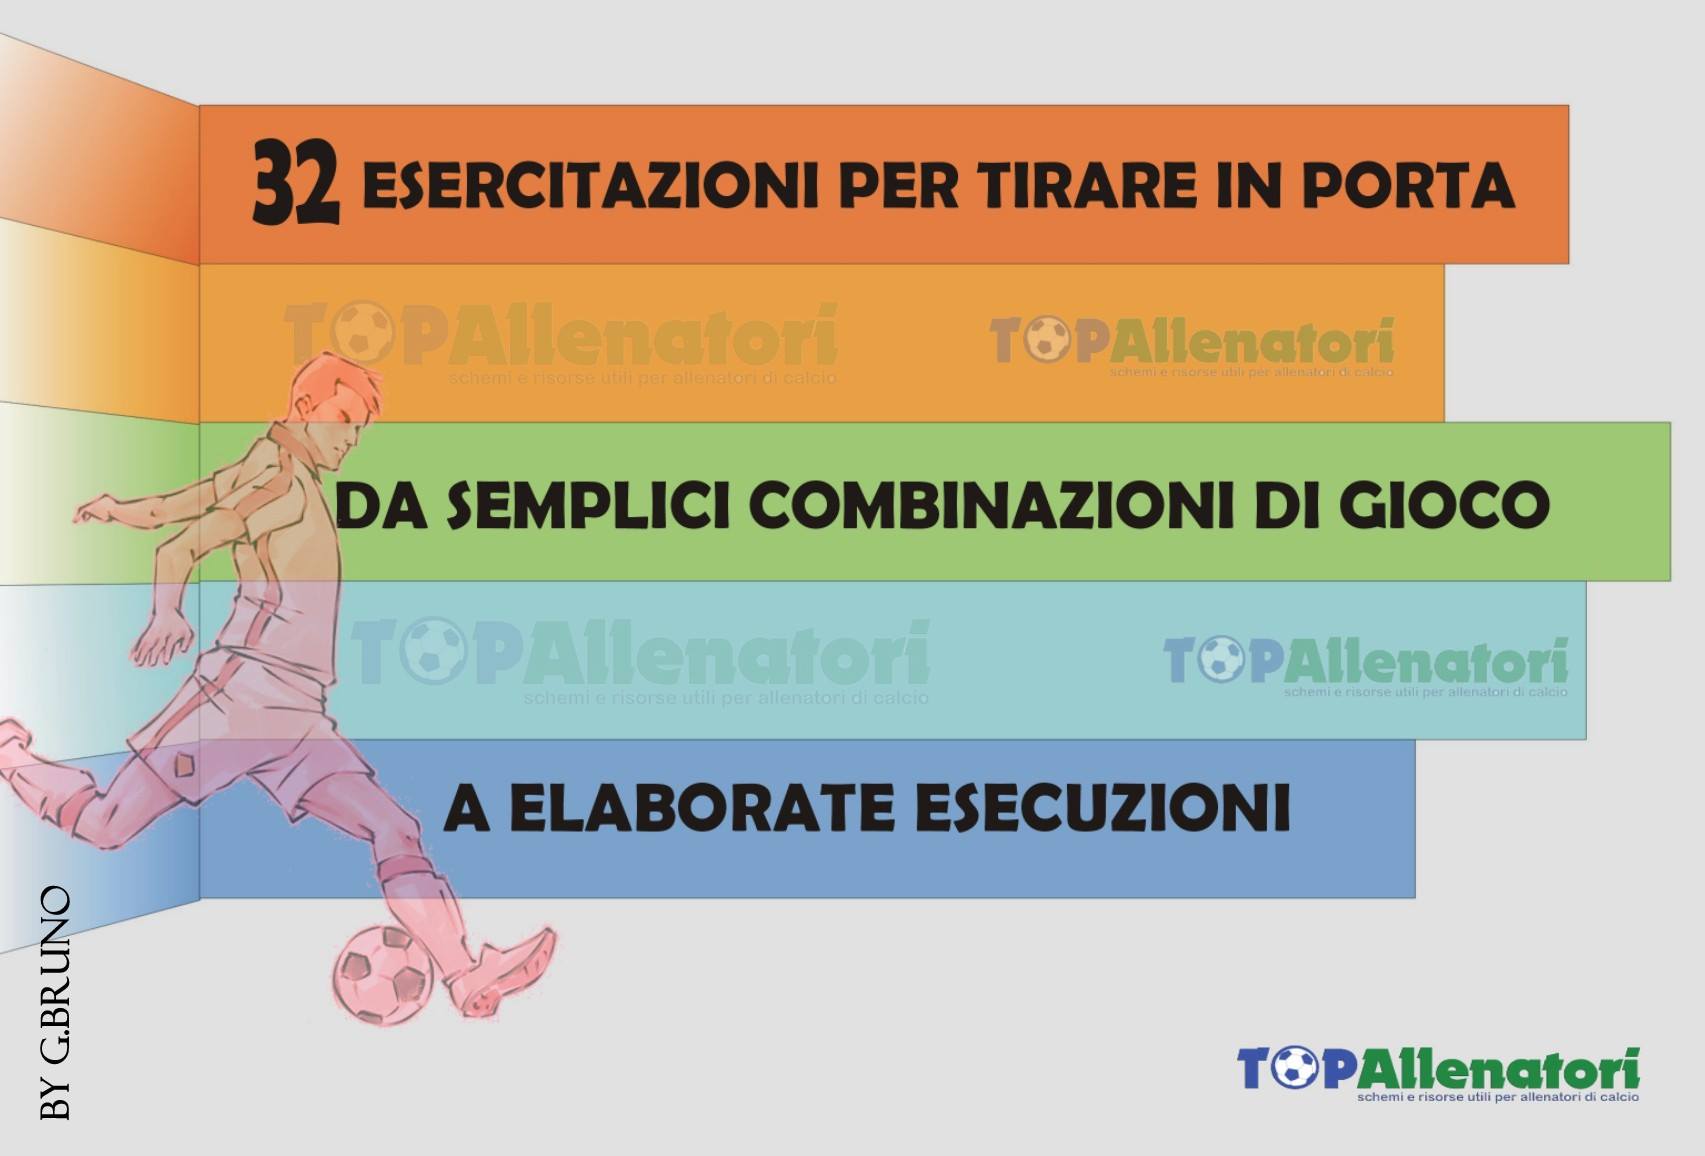 32 ESERCITAZIONI PER TIRARE IN PORTA
TOPAllenatori
schemi e risorse utili per allenatori di calcio
TOPAllenatori
schemi e risorse utili per allenatori di calcio
DA SEMPLICI COMBINAZIONI DI GIOCO
TOPAllenatori
schemi e risorse utili per allenatori di calcio
TOPAllenatori
schemi e risorse utili per allenatori di calcio
A ELABORATE ESECUZIONI
BY G.BRUNO
TOPAllenatori
schemi e risorse utili per allenatori di calcio